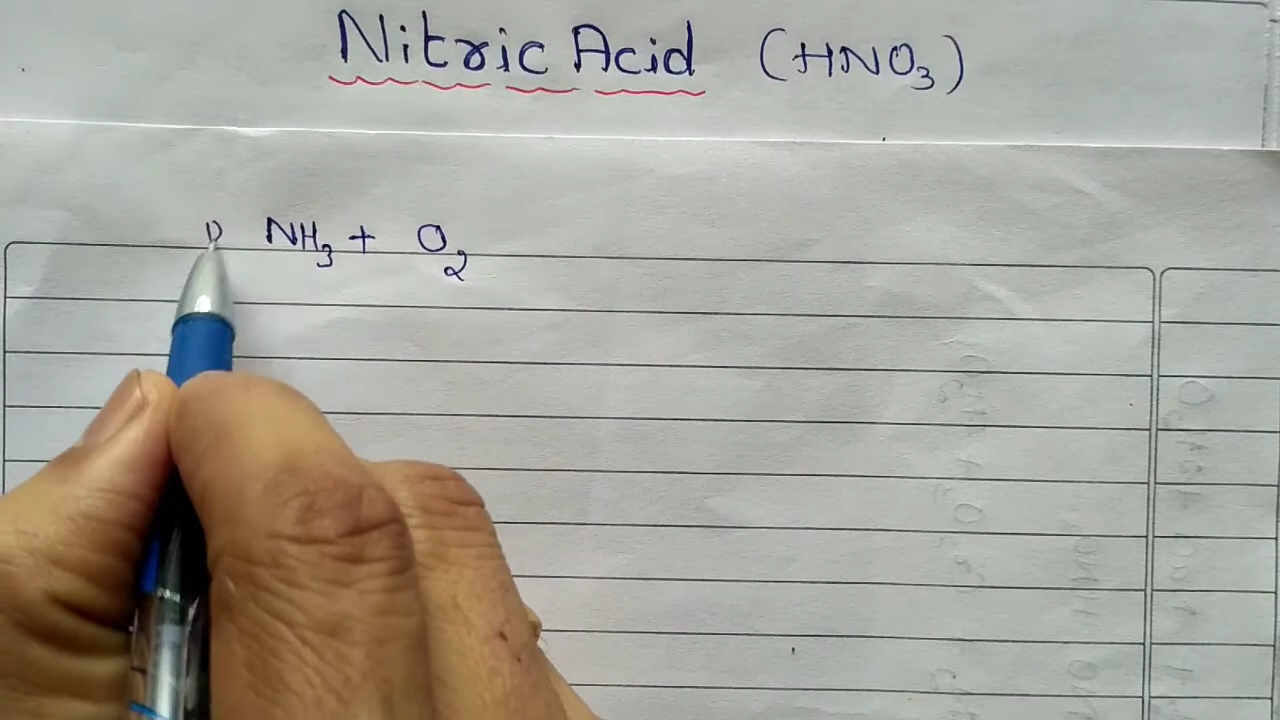 Nitric Acid (HNO₃)
1) NH₃ + O₂